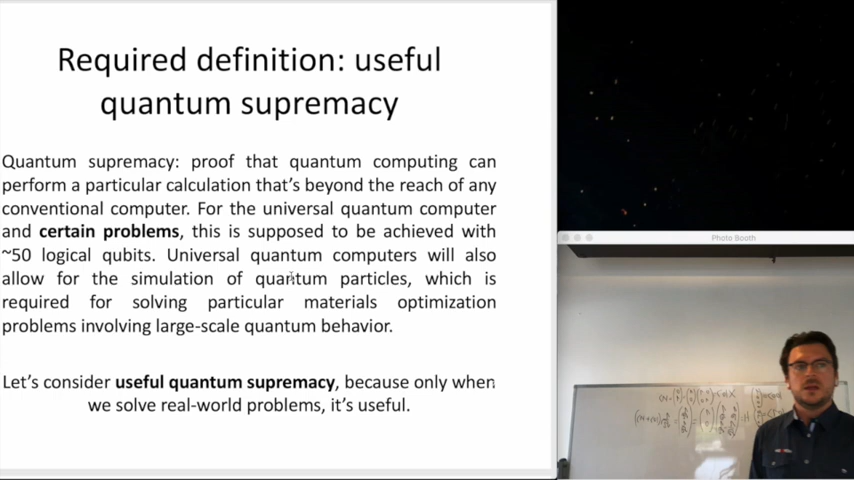 Required definition: useful
quantum supremacy
Quantum supremacy: proof that quantum computing can
perform a particular calculation that's beyond the reach of any
conventional computer. For the universal quantum computer
and certain problems, this is supposed to be achieved with
~50 logical qubits. Universal quantum computers will also
allow for the simulation of quantum particles, which is
required for solving particular materials optimization
problems involving large-scale quantum behavior.
Let's consider useful quantum supremacy, because only when
we solve real-world problems, it's useful.
Photo Booth